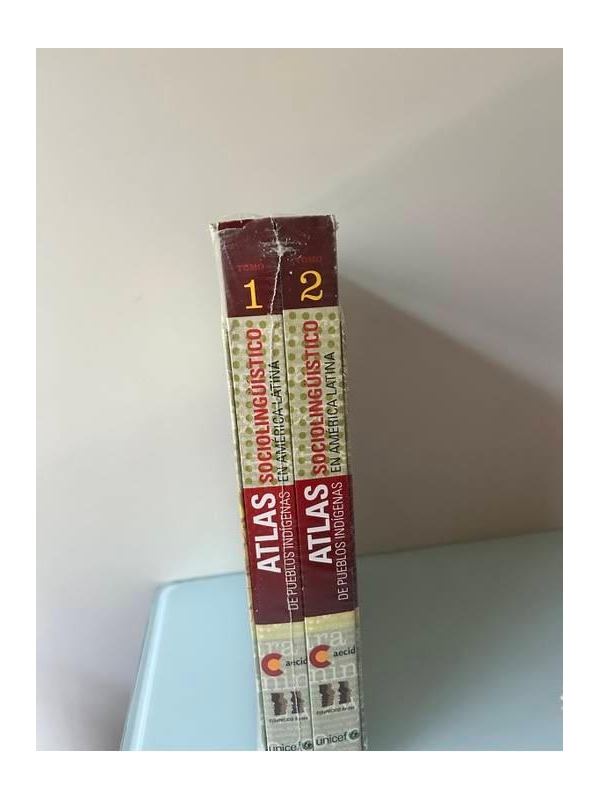 TOMO
1
ATLAS SOCIOLINGÜÍSTICO
DE PUEBLOS INDÍGENAS EN AMÉRICA LATINA
aecid
unicef
TOMO
2
ATLAS SOCIOLINGÜÍSTICO
DE PUEBLOS INDÍGENAS EN AMÉRICA LATINA
aecid
unicef